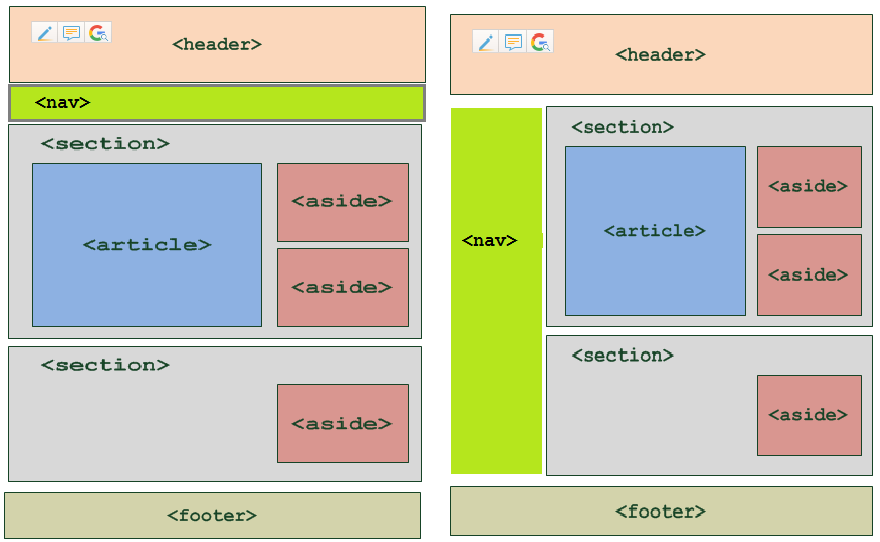 <header>
<nav>
<section>
<article>
<aside>
<aside>
<section>
<aside>
<footer>
<header>
<nav>
<section>
<article>
<aside>
<aside>
<section>
<aside>
<footer>